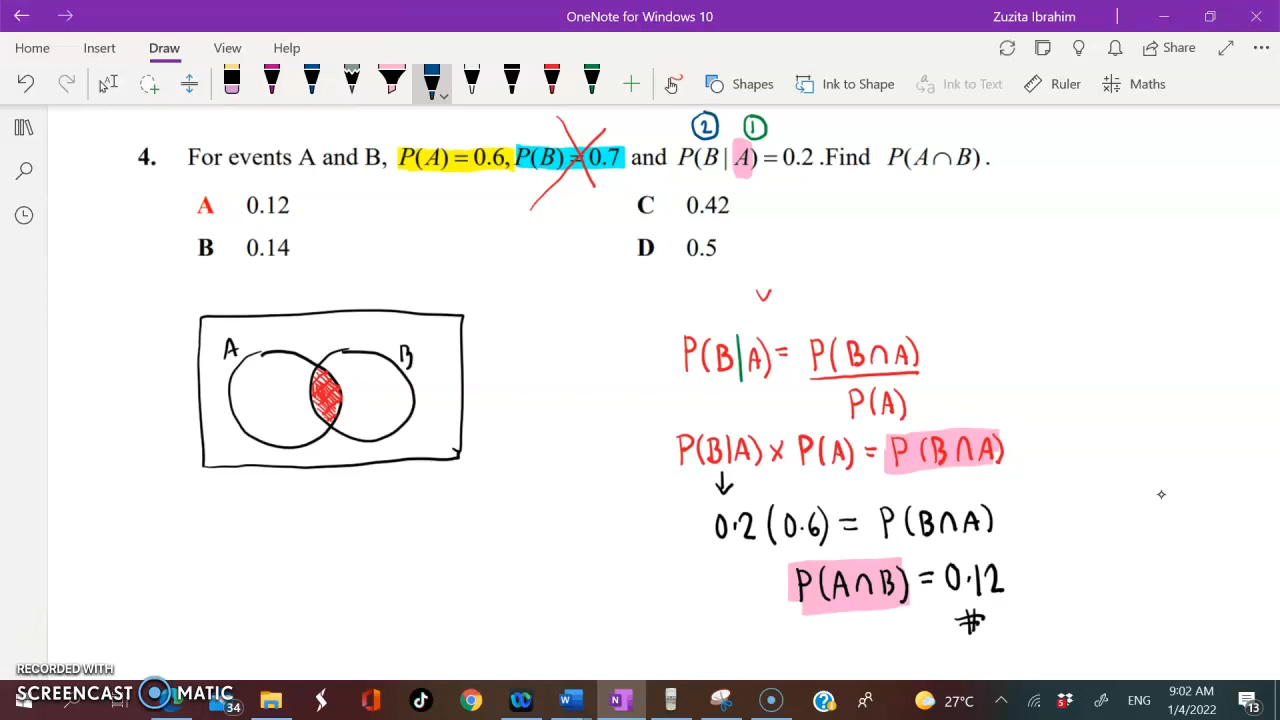 OneNote for Windows 10
Zuzita Ibrahim
Home Insert Draw View Help
Share
Shapes Ink to Shape Ink to Text Ruler Maths
2 1
4. For events A and B, P(A) = 0.6, P(B) = 0.7 and P(B | A) = 0.2 .Find P(A ∩ B) .
A 0.12 C 0.42
B 0.14 D 0.5
A B
P(B|A) = P(B∩A)
P(A)
P(B|A) × P(A) = P(B∩A)
↓
0.2(0.6) = P(B∩A)
P(A∩B) = 0.12
#
RECORDED WITH
SCREENCAST MATIC
34
27°C
5
ENG
9:02 AM
1/4/2022
13